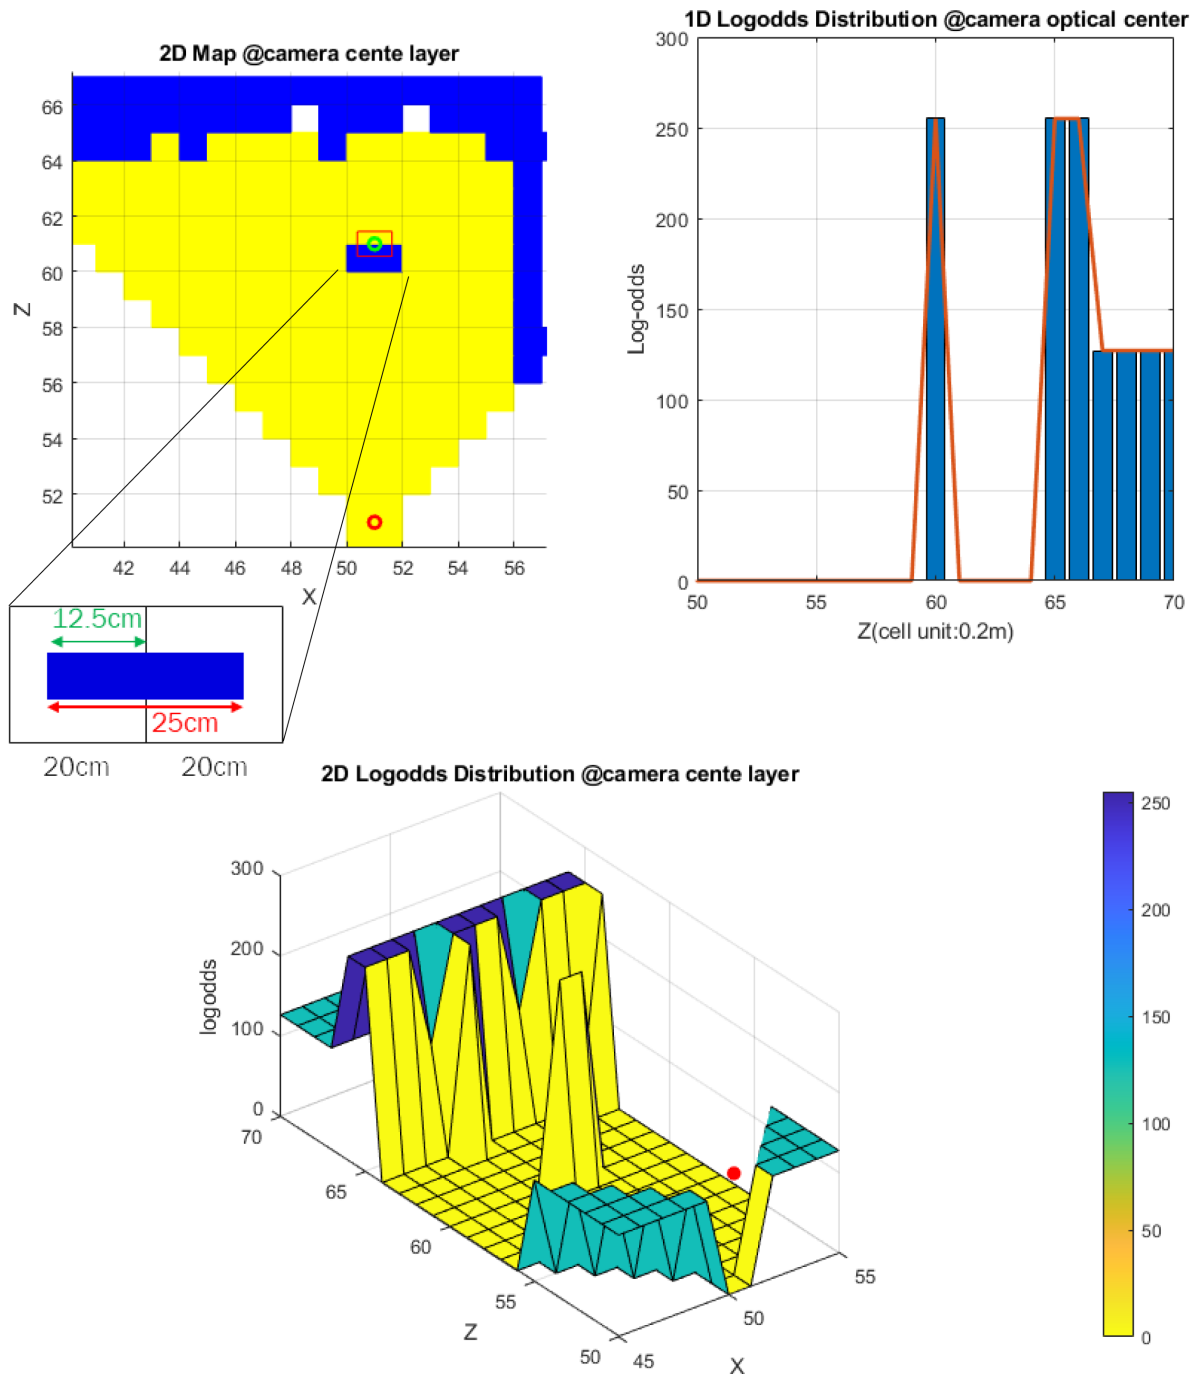 2D Map @camera cente layer
Z
66
64
62
60
58
56
54
52
42 44 46 48 50 52 54 56
X
12.5cm
25cm
20cm 20cm
1D Logodds Distribution @camera optical center
Log-odds
300
250
200
150
100
50
0
50 55 60 65 70
Z(cell unit:0.2m)
2D Logodds Distribution @camera cente layer
logodds
300
200
100
0
70
65
60
55
50
Z
45
50
55
X
250
200
150
100
50
0